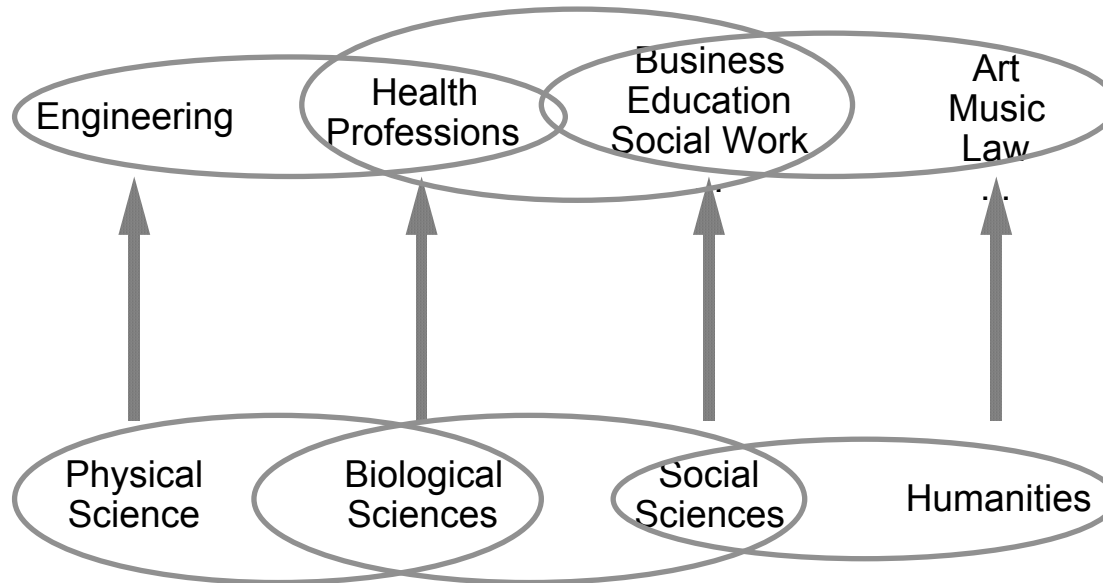 Engineering
Health
Professions
Business
Education
Social Work
.
Art
Music
Law
...
Physical
Science
Biological
Sciences
Social
Sciences
Humanities